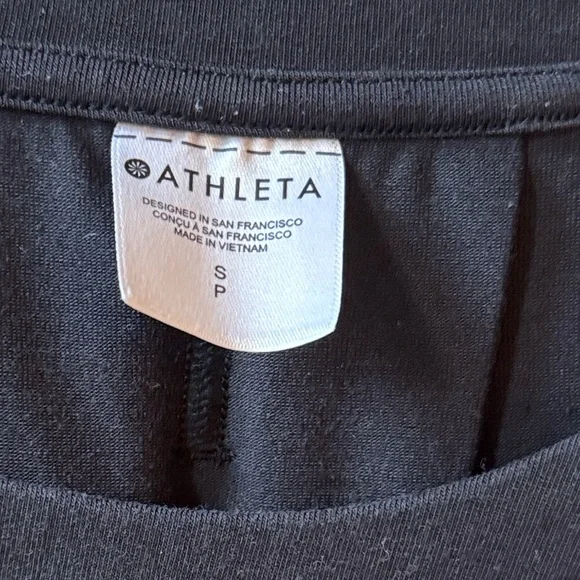 ATHLETA
DESIGNED IN SAN FRANCISCO
CONÇU À SAN FRANCISCO
MADE IN VIETNAM
S
P